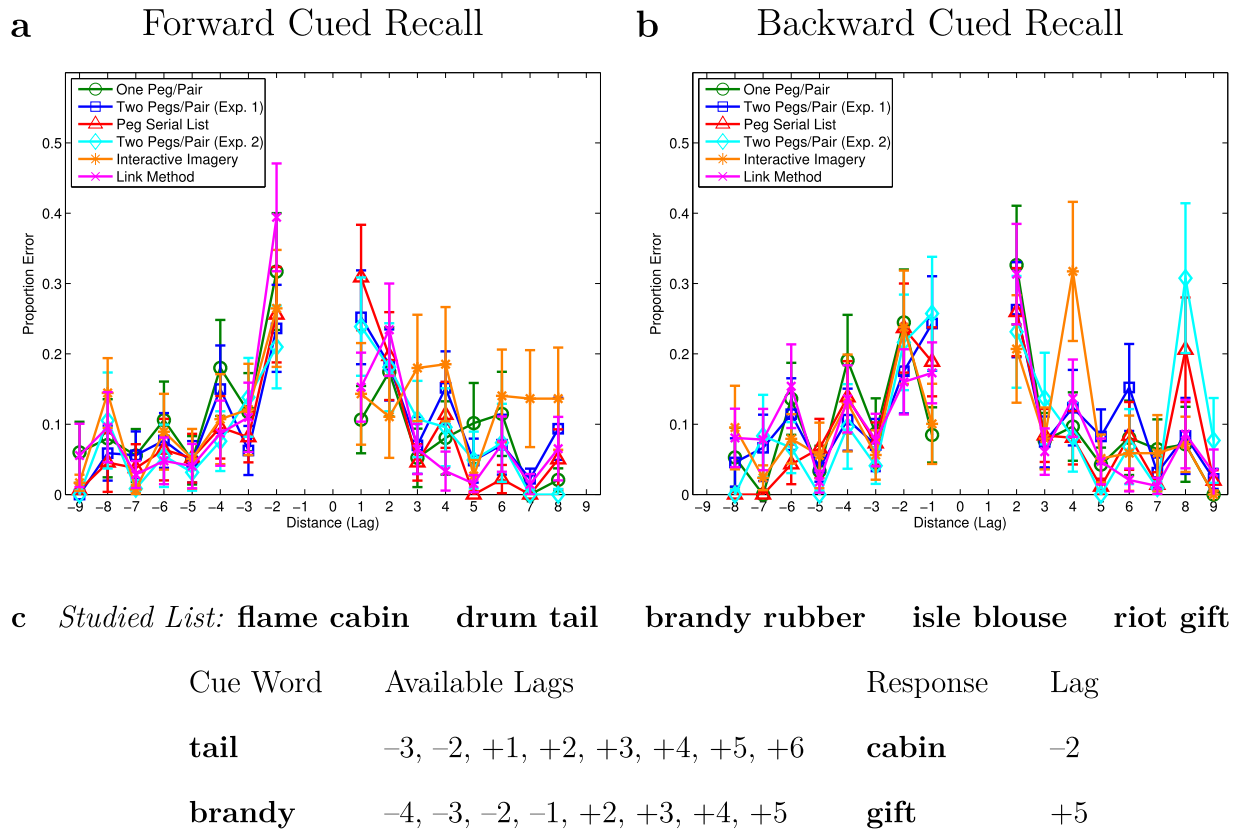 a Forward Cued Recall
One Peg/Pair
Two Pegs/Pair (Exp. 1)
Peg Serial List
Two Pegs/Pair (Exp. 2)
Interactive Imagery
Link Method
Proportion Error
0.5
0.4
0.3
0.2
0.1
0
–9 –8 –7 –6 –5 –4 –3 –2 –1 0 1 2 3 4 5 6 7 8 9
Distance (Lag)
b Backward Cued Recall
One Peg/Pair
Two Pegs/Pair (Exp. 1)
Peg Serial List
Two Pegs/Pair (Exp. 2)
Interactive Imagery
Link Method
Proportion Error
0.5
0.4
0.3
0.2
0.1
0
–9 –8 –7 –6 –5 –4 –3 –2 –1 0 1 2 3 4 5 6 7 8 9
Distance (Lag)
c Studied List: flame cabin drum tail brandy rubber isle blouse riot gift
Cue Word Available Lags Response Lag
tail –3, –2, +1, +2, +3, +4, +5, +6 cabin –2
brandy –4, –3, –2, –1, +2, +3, +4, +5 gift +5